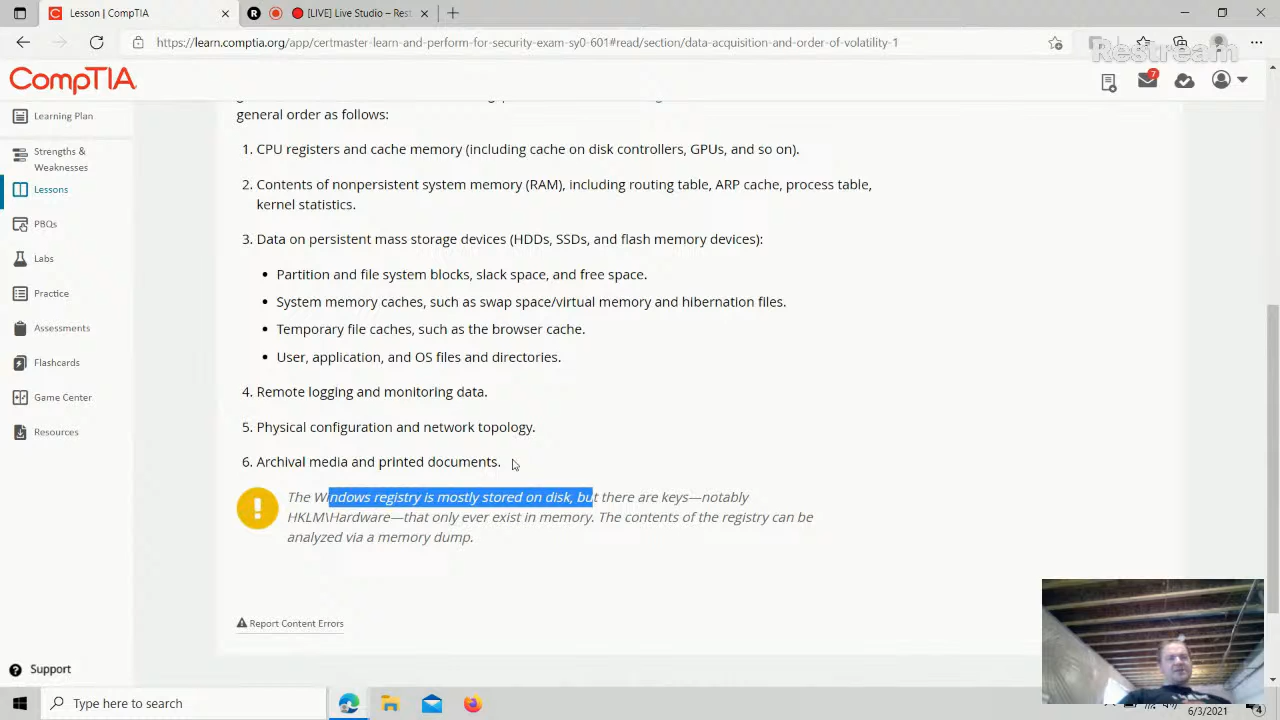 Lesson | CompTIA
[LIVE] Live Studio – Rest
https://learn.comptia.org/app/certmaster-learn-and-perform-for-security-exam-sy0-601#read/section/data-acquisition-and-order-of-volatility-1
Restream
CompTIA
7
Learning Plan
Strengths &
Weaknesses
Lessons
PBQs
Labs
Practice
Assessments
Flashcards
Game Center
Resources
Support
general order as follows:
1. CPU registers and cache memory (including cache on disk controllers, GPUs, and so on).
2. Contents of nonpersistent system memory (RAM), including routing table, ARP cache, process table,
kernel statistics.
3. Data on persistent mass storage devices (HDDs, SSDs, and flash memory devices):
• Partition and file system blocks, slack space, and free space.
• System memory caches, such as swap space/virtual memory and hibernation files.
• Temporary file caches, such as the browser cache.
• User, application, and OS files and directories.
4. Remote logging and monitoring data.
5. Physical configuration and network topology.
6. Archival media and printed documents.
The Windows registry is mostly stored on disk, but there are keys—notably
HKLM\Hardware—that only ever exist in memory. The contents of the registry can be
analyzed via a memory dump.
Report Content Errors
Type here to search
6/3/2021
4